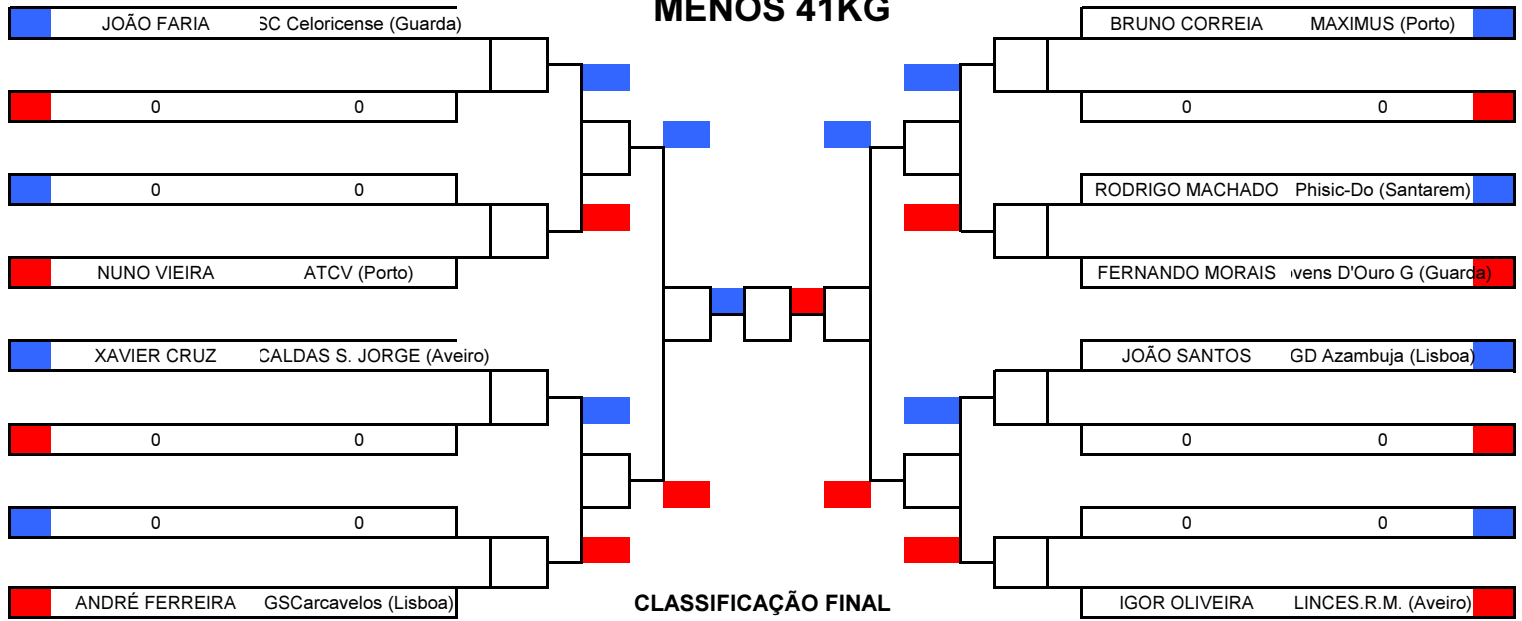 MENOS 41KG
JOÃO FARIA SC Celoricense (Guarda)
0 0
0 0
NUNO VIEIRA ATCV (Porto)
XAVIER CRUZ CALDAS S. JORGE (Aveiro)
0 0
0 0
ANDRÉ FERREIRA GSCarcavelos (Lisboa)
BRUNO CORREIA MAXIMUS (Porto)
0 0
RODRIGO MACHADO Phisic-Do (Santarem)
FERNANDO MORAIS ovens D'Ouro G (Guarda)
JOÃO SANTOS GD Azambuja (Lisboa)
0 0
0 0
IGOR OLIVEIRA LINCES.R.M. (Aveiro)
CLASSIFICAÇÃO FINAL